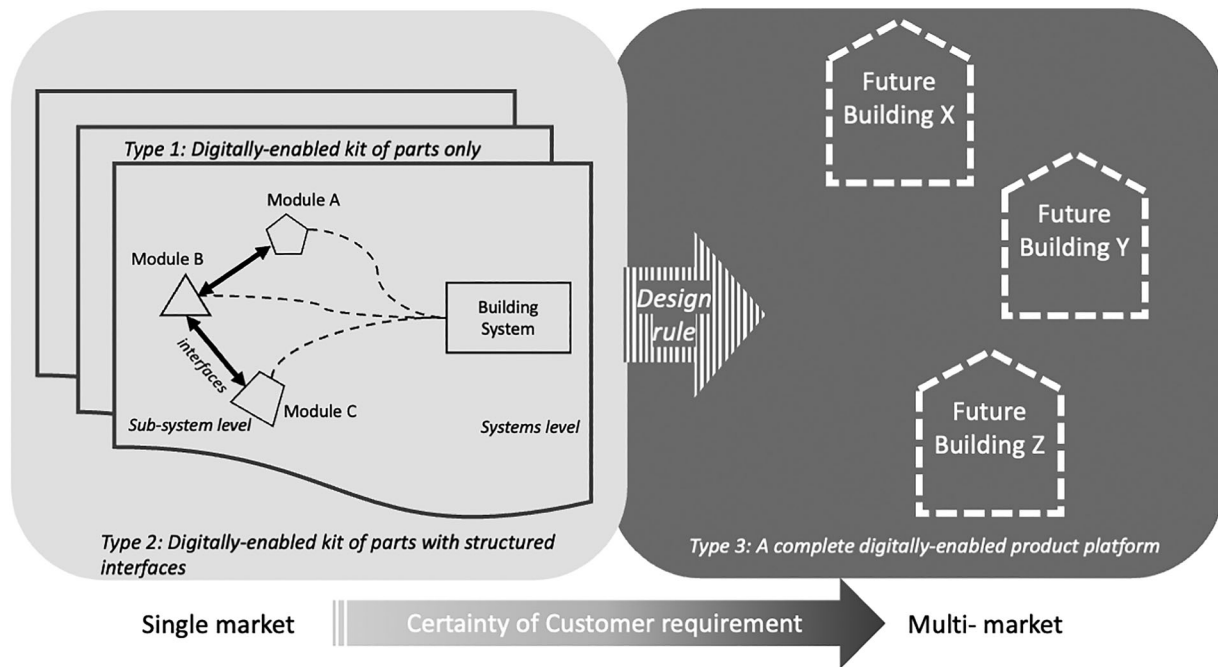 Type 1: Digitally-enabled kit of parts only
Module A
Module B
interfaces
Module C
Building
System
Sub-system level
Systems level
Type 2: Digitally-enabled kit of parts with structured
interfaces
Design
rule
Future
Building X
Future
Building Y
Future
Building Z
Type 3: A complete digitally-enabled product platform
Single market
Certainty of Customer requirement
Multi- market